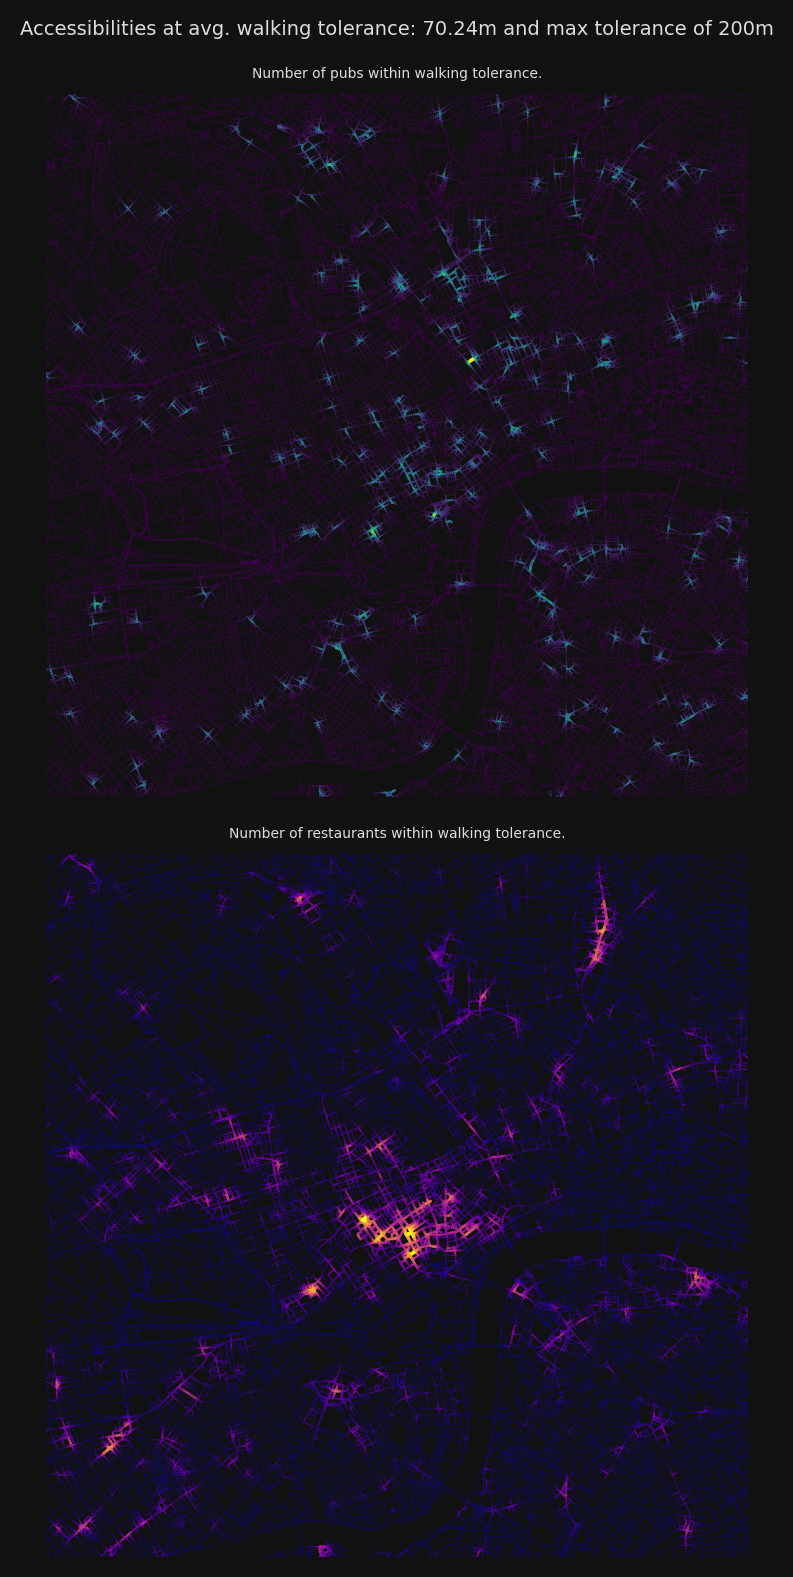 Accessibilities at avg. walking tolerance: 70.24m and max tolerance of 200m
Number of pubs within walking tolerance.
Number of restaurants within walking tolerance.